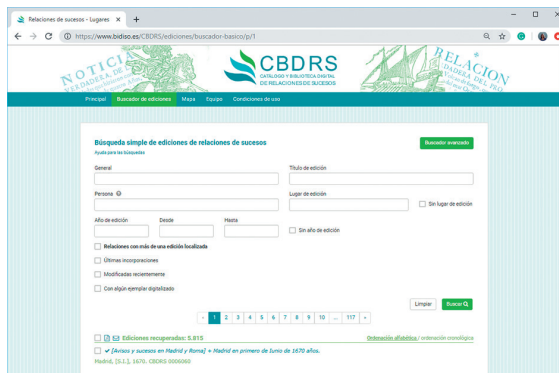 Relaciones de sucesos - Lugares
https://www.bidiso.es/CBDRS/ediciones/buscador-basico/p/1
NOTICI
VERDADERA, DE
RELACION
CBDRS
CATÁLOGO Y BIBLIOTECA DIGITAL
DE RELACIONES DE SUCESOS
Principal Buscador de ediciones Mapa Equipo Condiciones de uso
Búsqueda simple de ediciones de relaciones de sucesos
Buscador avanzado
Ayuda para las búsquedas
General Título de edición
Persona Lugar de edición
Sin lugar de edición
Año de edición Desde Hasta
Sin año de edición
Relaciones con más de una edición localizada
Últimas incorporaciones
Modificadas recientemente
Con algún ejemplar digitalizado
Limpiar Buscar
« 1 2 3 4 5 6 7 8 9 10 ... 117 »
Ediciones recuperadas: 5.815 Ordenación alfabética / ordenación cronológica
[Avisos y sucesos en Madrid y Roma] + Madrid en primero de Iunio de 1670 años.
Madrid, [S.I.], 1670. CBDRS 0006060